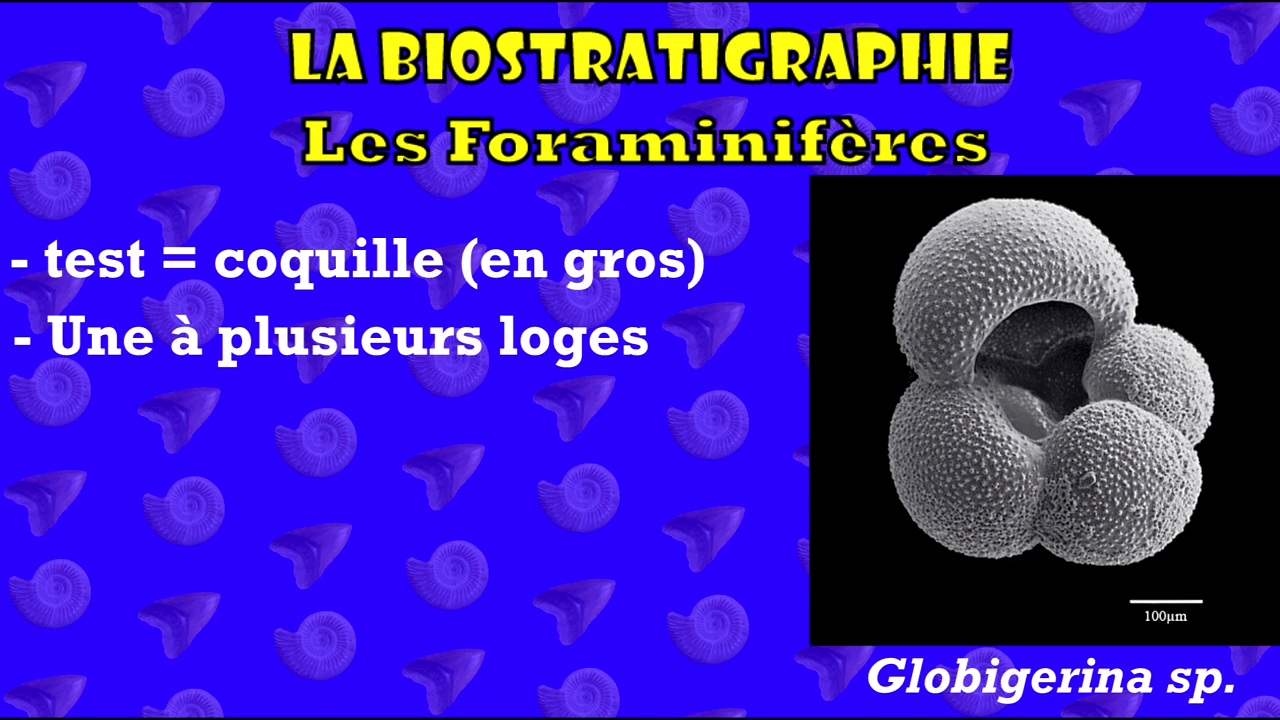 LA BIOSTRATIGRAPHIE
Les Foraminifères
- test = coquille (en gros)
- Une à plusieurs loges
100µm
Globigerina sp.